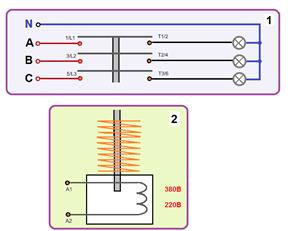 N
1
A 1/L1 T1/2
B 3/L2 T2/4
C 5/L3 T3/6
2
A1
380В
220В
A2